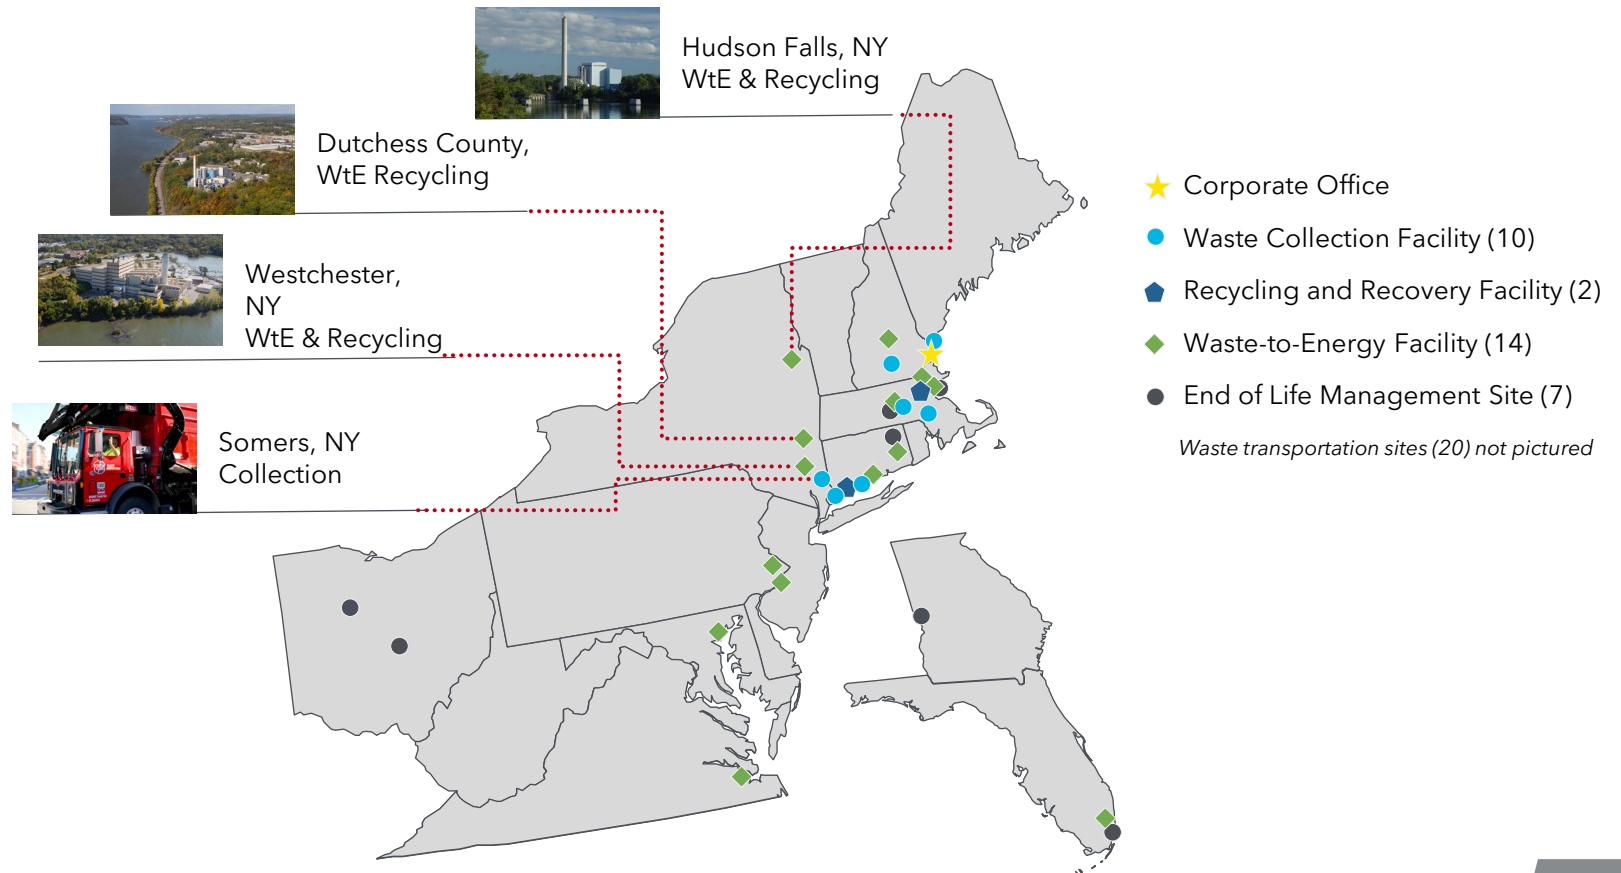 Hudson Falls, NY
WtE & Recycling
Dutchess County,
WtE Recycling
Westchester,
NY
WtE & Recycling
Somers, NY
Collection
Corporate Office
Waste Collection Facility (10)
Recycling and Recovery Facility (2)
Waste-to-Energy Facility (14)
End of Life Management Site (7)
Waste transportation sites (20) not pictured